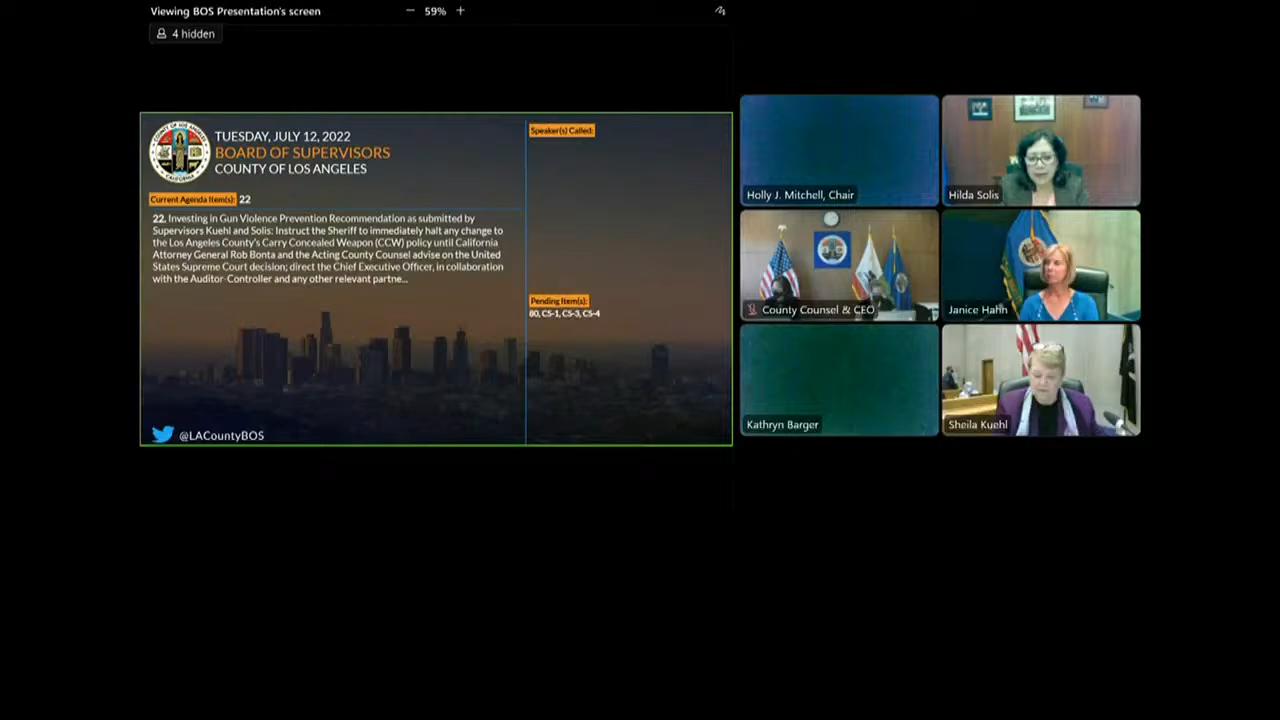 Viewing BOS Presentation's screen
— 59% +
4 hidden
TUESDAY, JULY 12, 2022
BOARD OF SUPERVISORS
COUNTY OF LOS ANGELES
Current Agenda Item(s): 22
22. Investing in Gun Violence Prevention Recommendation as submitted by
Supervisors Kuehl and Solis: Instruct the Sheriff to immediately halt any change to
the Los Angeles County's Carry Concealed Weapon (CCW) policy until California
Attorney General Rob Bonta and the Acting County Counsel advise on the United
States Supreme Court decision; direct the Chief Executive Officer, in collaboration
with the Auditor-Controller and any other relevant partne...
@LACountyBOS
Speaker(s) Called:
Pending Item(s):
80, CS-1, CS-3, CS-4
Holly J. Mitchell, Chair
Hilda Solis
County Counsel & CEO
Janice Hahn
Kathryn Barger
Sheila Kuehl